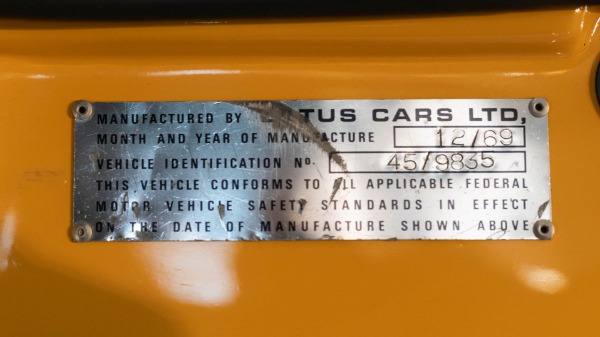 MANUFACTURED BY LOTUS CARS LTD,
MONTH AND YEAR OF MANUFACTURE 12/69
VEHICLE IDENTIFICATION No. 45/9835
THIS VEHICLE CONFORMS TO ALL APPLICABLE FEDERAL
MOTOR VEHICLE SAFETY STANDARDS IN EFFECT
ON THE DATE OF MANUFACTURE SHOWN ABOVE